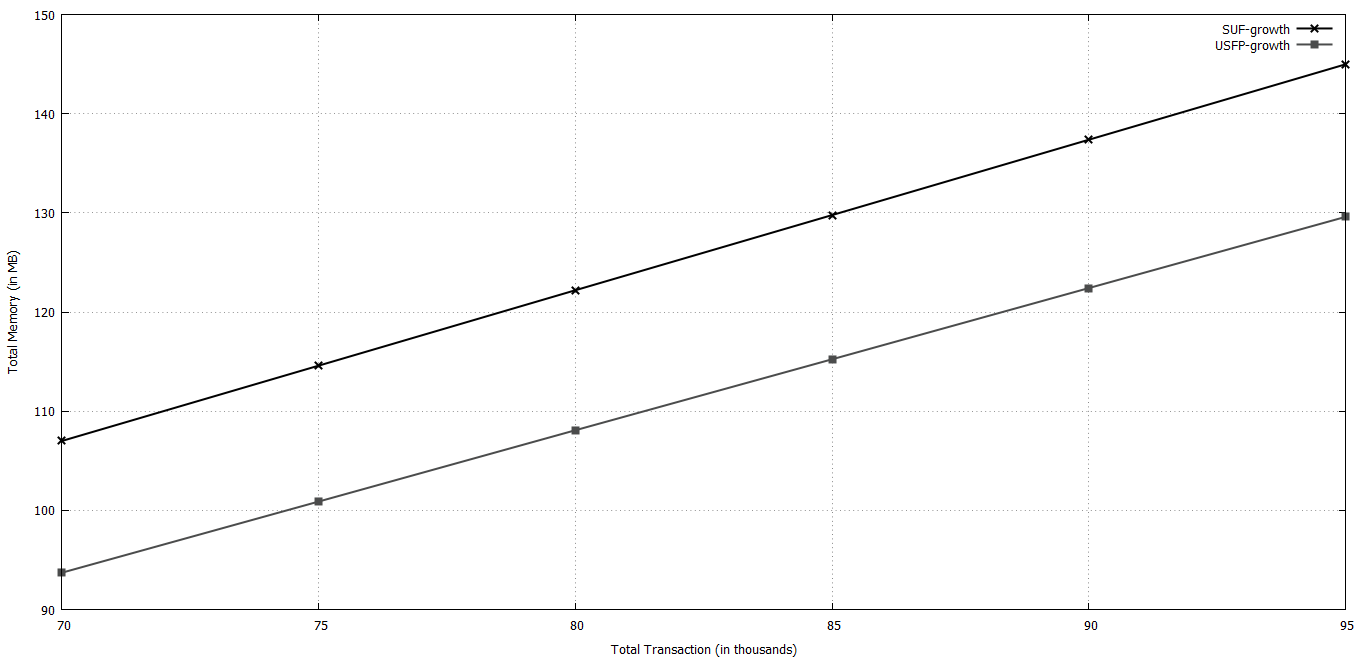 150
140
130
120
110
100
90
Total Memory (in MB)
SUF-growth
USFP-growth
70 75 80 85 90 95
Total Transaction (in thousands)